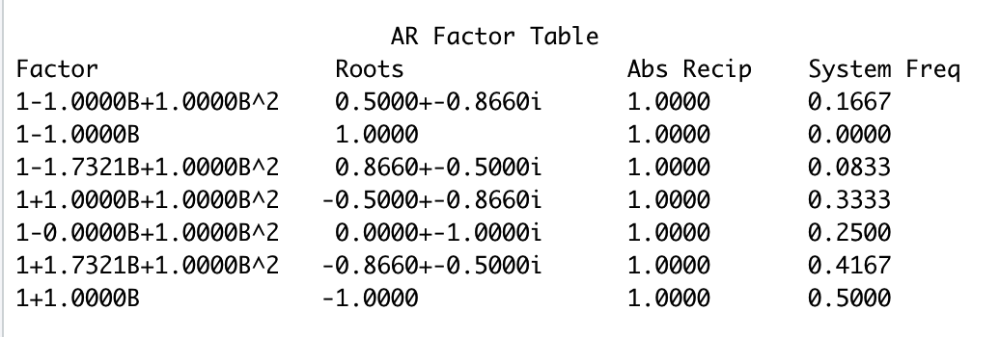 AR Factor Table
Factor Roots Abs Recip System Freq
1-1.0000B+1.0000B^2 0.5000+-0.8660i 1.0000 0.1667
1-1.0000B 1.0000 1.0000 0.0000
1-1.7321B+1.0000B^2 0.8660+-0.5000i 1.0000 0.0833
1+1.0000B+1.0000B^2 -0.5000+-0.8660i 1.0000 0.3333
1-0.0000B+1.0000B^2 0.0000+-1.0000i 1.0000 0.2500
1+1.7321B+1.0000B^2 -0.8660+-0.5000i 1.0000 0.4167
1+1.0000B -1.0000 1.0000 0.5000